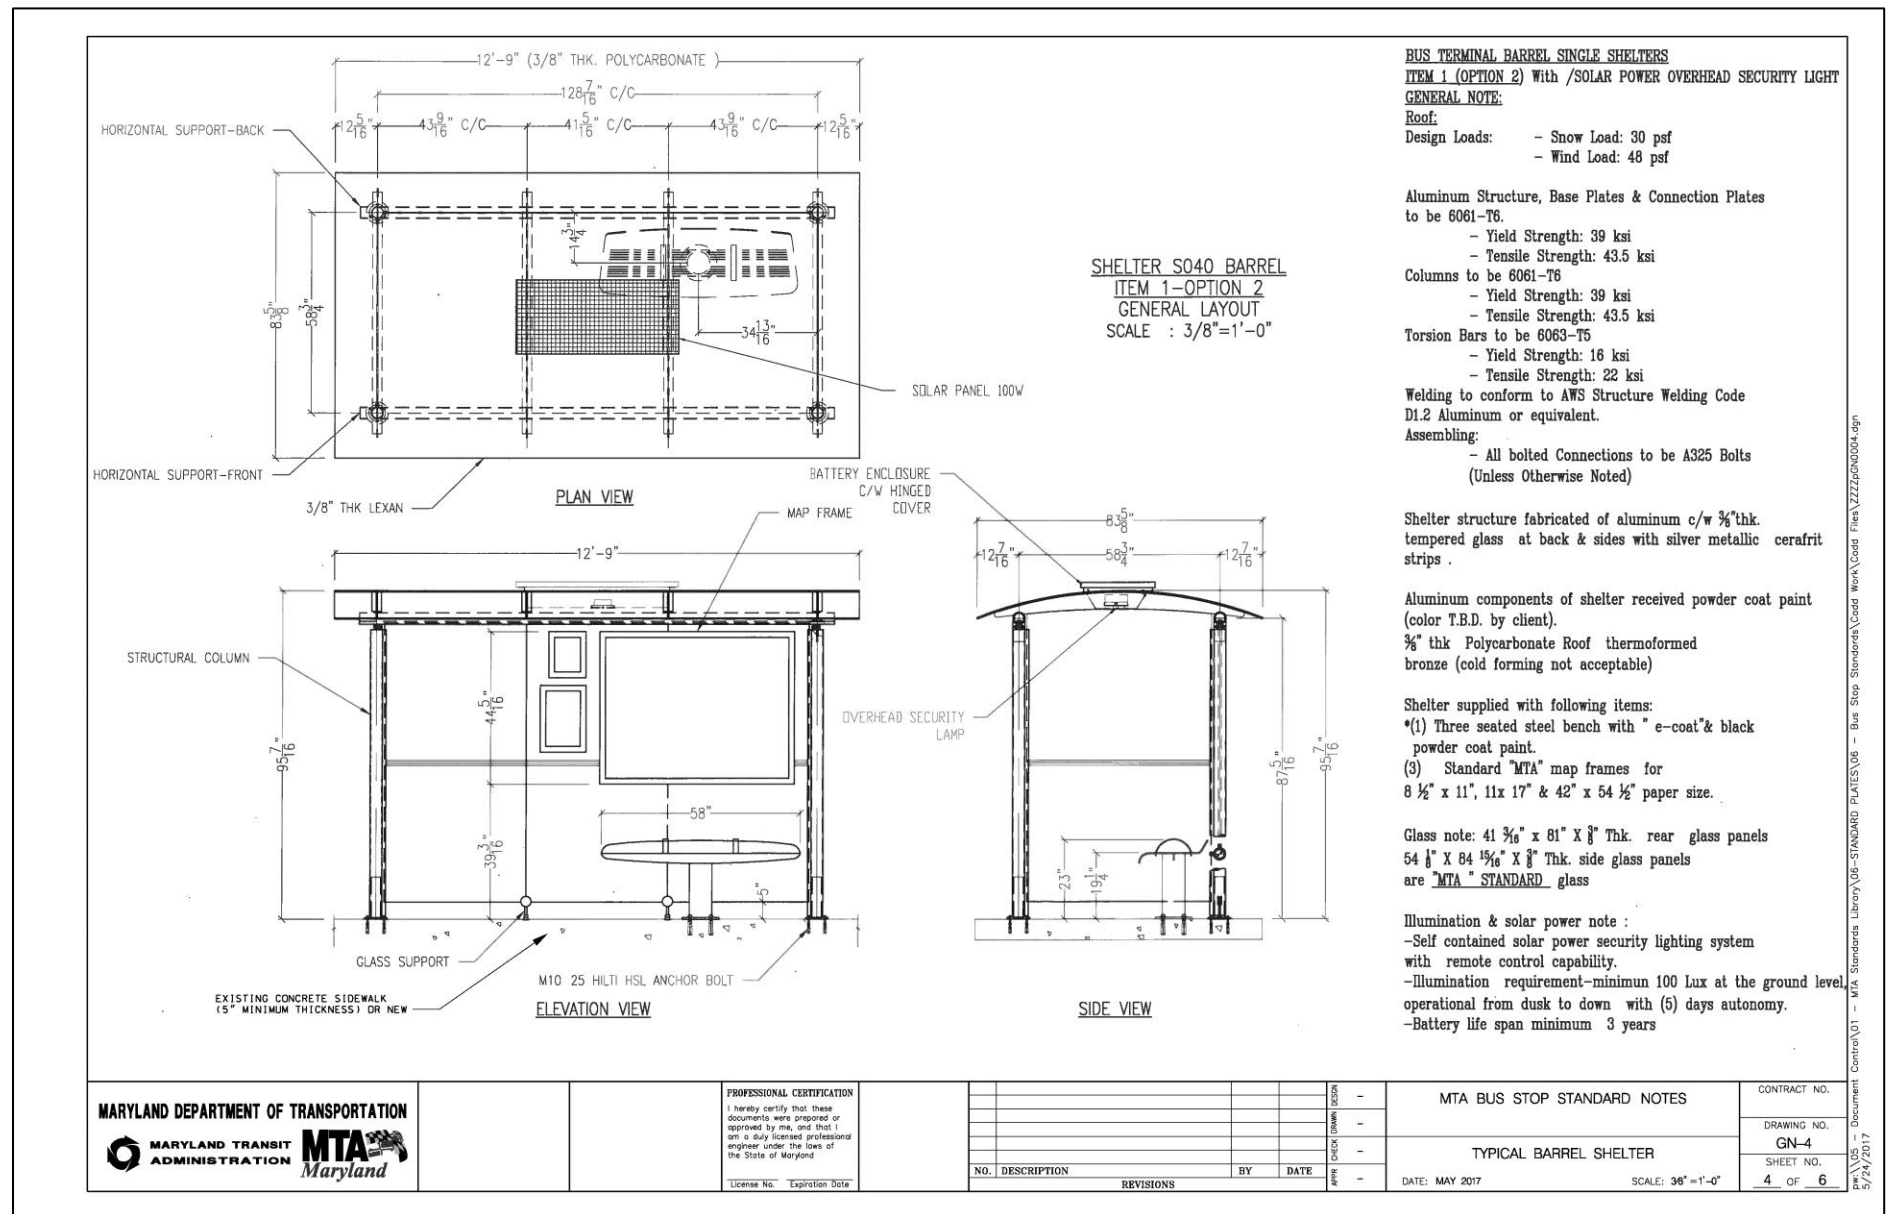 12'-9" (3/8" THK. POLYCARBONATE )
128 7/16" C/C
12 5/16"
43 9/16" C/C
41 5/16" C/C
43 9/16" C/C
12 5/16"
HORIZONTAL SUPPORT-BACK
14 3/4"
83 5/8"
58 3/4"
34 13/16"
SOLAR PANEL 100W
HORIZONTAL SUPPORT-FRONT
3/8" THK LEXAN
PLAN VIEW
SHELTER S040 BARREL
ITEM 1-OPTION 2
GENERAL LAYOUT
SCALE : 3/8"=1'-0"
BATTERY ENCLOSURE
C/W HINGED
COVER
MAP FRAME
12'-9"
STRUCTURAL COLUMN
95 7/16"
44 5/16"
39 3/16"
58"
5"
GLASS SUPPORT
M10 25 HILTI HSL ANCHOR BOLT
EXISTING CONCRETE SIDEWALK
(5" MINIMUM THICKNESS) OR NEW
ELEVATION VIEW
83 5/8"
12 7/16"
58 3/4"
12 7/16"
OVERHEAD SECURITY
LAMP
87 5/16"
95 7/16"
23"
19 1/4"
SIDE VIEW
BUS TERMINAL BARREL SINGLE SHELTERS
ITEM 1 (OPTION 2) With /SOLAR POWER OVERHEAD SECURITY LIGHT
GENERAL NOTE:
Roof:
Design Loads: - Snow Load: 30 psf
- Wind Load: 48 psf
Aluminum Structure, Base Plates & Connection Plates
to be 6061-T6.
- Yield Strength: 39 ksi
- Tensile Strength: 43.5 ksi
Columns to be 6061-T6
- Yield Strength: 39 ksi
- Tensile Strength: 43.5 ksi
Torsion Bars to be 6063-T5
- Yield Strength: 16 ksi
- Tensile Strength: 22 ksi
Welding to conform to AWS Structure Welding Code
D1.2 Aluminum or equivalent.
Assembling:
- All bolted Connections to be A325 Bolts
(Unless Otherwise Noted)
Shelter structure fabricated of aluminum c/w ⅜"thk.
tempered glass at back & sides with silver metallic cerafrit
strips .
Aluminum components of shelter received powder coat paint
(color T.B.D. by client).
⅜" thk Polycarbonate Roof thermoformed
bronze (cold forming not acceptable)
Shelter supplied with following items:
*(1) Three seated steel bench with " e-coat"& black
powder coat paint.
(3) Standard "MTA" map frames for
8 ½" x 11", 11x 17" & 42" x 54 ½" paper size.
Glass note: 41 3/16" x 81" X ⅜" Thk. rear glass panels
54 ⅛" X 84 15/16" X ⅜" Thk. side glass panels
are "MTA " STANDARD glass
Illumination & solar power note :
-Self contained solar power security lighting system
with remote control capability.
-Illumination requirement-minimun 100 Lux at the ground level,
operational from dusk to down with (5) days autonomy.
-Battery life span minimum 3 years
pw:\\05 - Document Control\01 - MTA Standards Library\06-STANDARD PLATES\06 - Bus Stop Standards\Cadd Work\Cadd Files\ZZZZpGN0004.dgn
5/24/2017
MARYLAND DEPARTMENT OF TRANSPORTATION
MARYLAND TRANSIT
ADMINISTRATION
MTA
Maryland
PROFESSIONAL CERTIFICATION
I hereby certify that these
documents were prepared or
approved by me, and that I
am a duly licensed professional
engineer under the laws of
the State of Maryland
License No. Expiration Date
NO. DESCRIPTION BY DATE
REVISIONS
DESIGN -
DRAWN -
CHECK -
APPR -
MTA BUS STOP STANDARD NOTES
TYPICAL BARREL SHELTER
DATE: MAY 2017 SCALE: 3⁄8" =1'-0"
CONTRACT NO.
DRAWING NO.
GN-4
SHEET NO.
4 OF 6